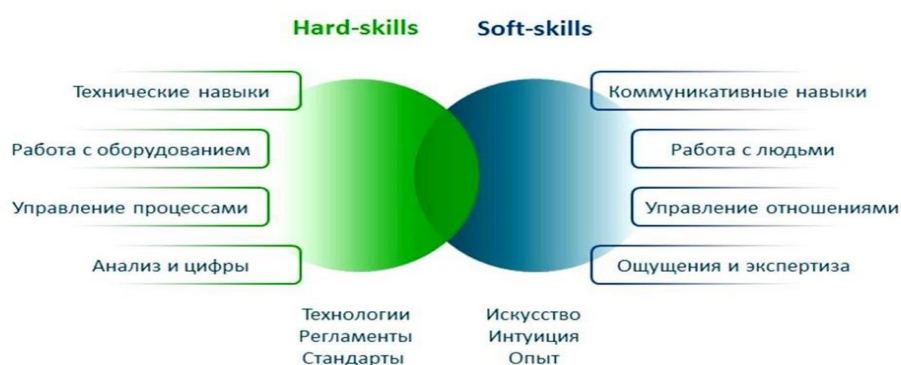 Hard-skills
Soft-skills
Технические навыки
Работа с оборудованием
Управление процессами
Анализ и цифры
Коммуникативные навыки
Работа с людьми
Управление отношениями
Ощущения и экспертиза
Технологии
Регламенты
Стандарты
Искусство
Интуиция
Опыт